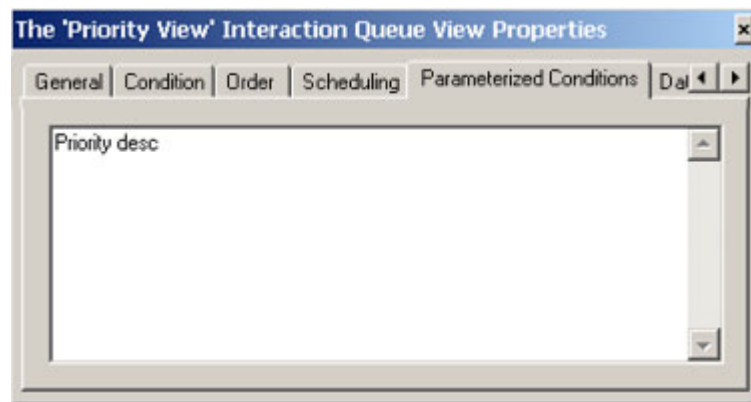 The 'Priority View' Interaction Queue View Properties
General Condition Order Scheduling Parameterized Conditions
Priority desc